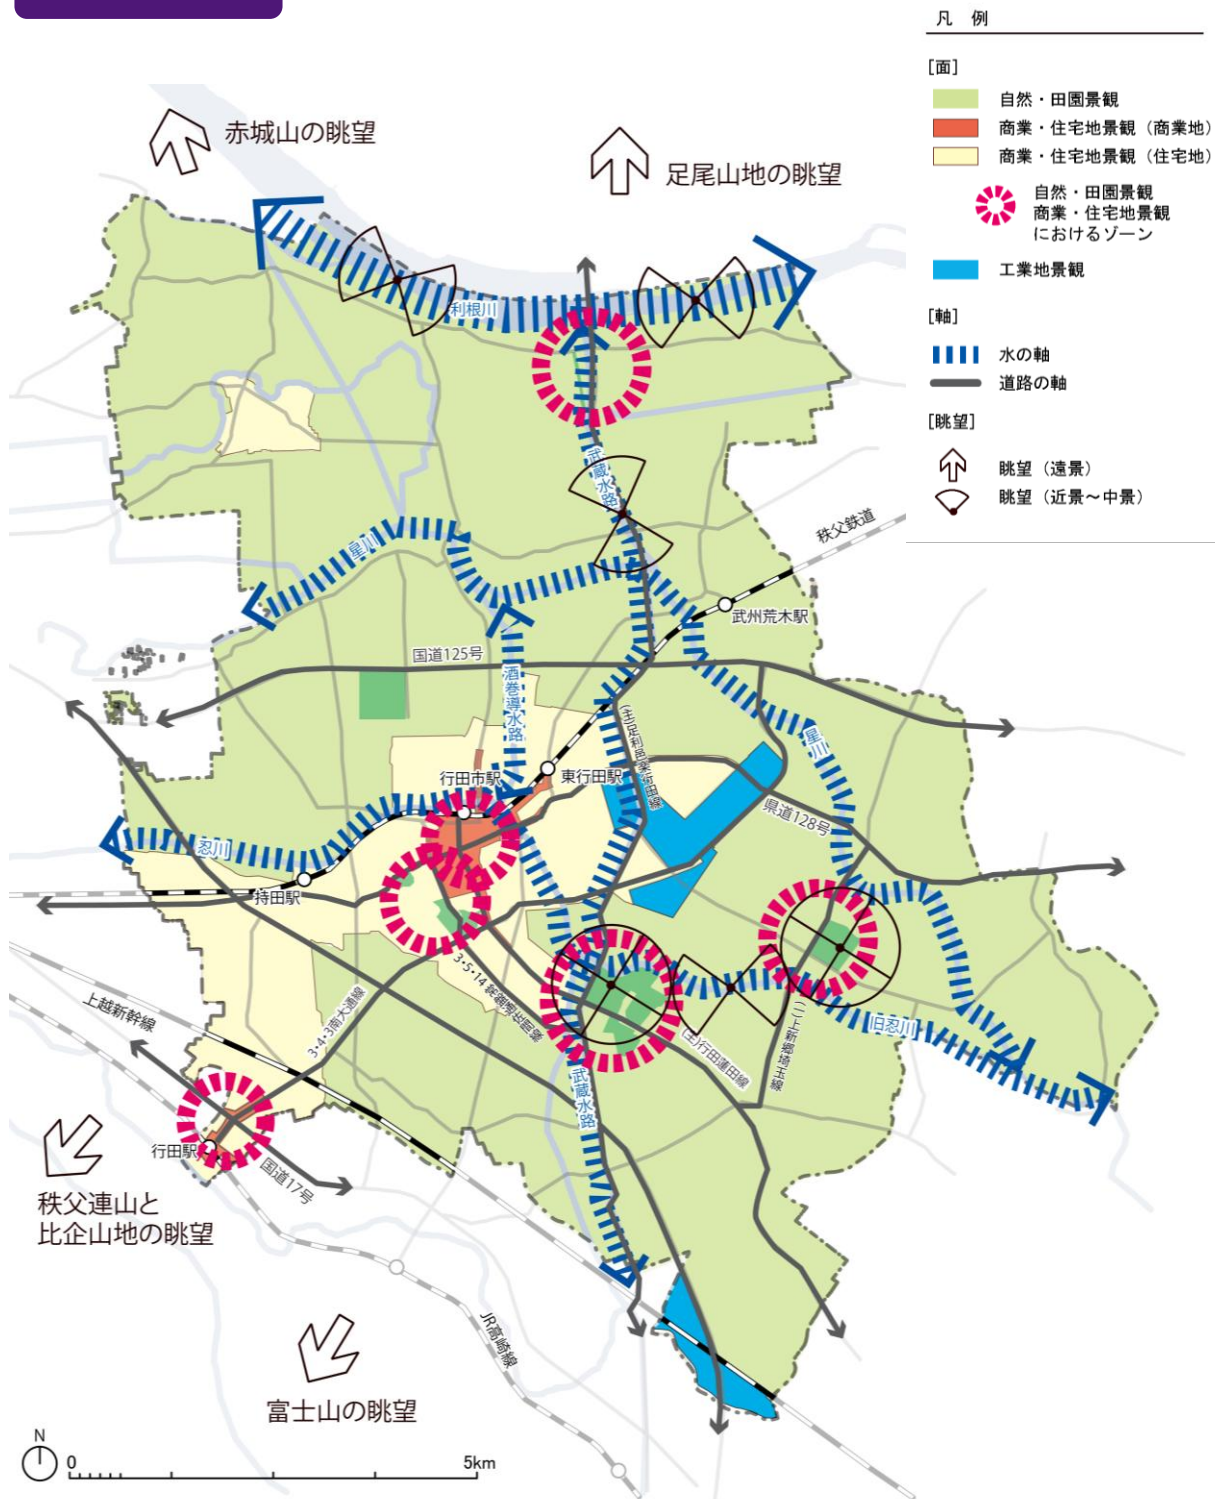 凡 例
[面]
自然・田園景観
商業・住宅地景観（商業地）
商業・住宅地景観（住宅地）
自然・田園景観
商業・住宅地景観
におけるゾーン
工業地景観
[軸]
水の軸
道路の軸
[眺望]
眺望（遠景）
眺望（近景～中景）
赤城山の眺望
足尾山地の眺望
利根川
武蔵水路
秩父鉄道
星川
武州荒木駅
国道125号
酒巻導水路
(主)足利邑楽行田線
星川
行田市駅
東行田駅
県道128号
忍川
持田駅
上越新幹線
3・4・3南大通線
(主)行田蓮田線
旧忍川
(一)上新郷埼玉線
武蔵水路
行田駅
国道17号
秩父連山と
比企山地の眺望
JR高崎線
富士山の眺望
N
0
5km